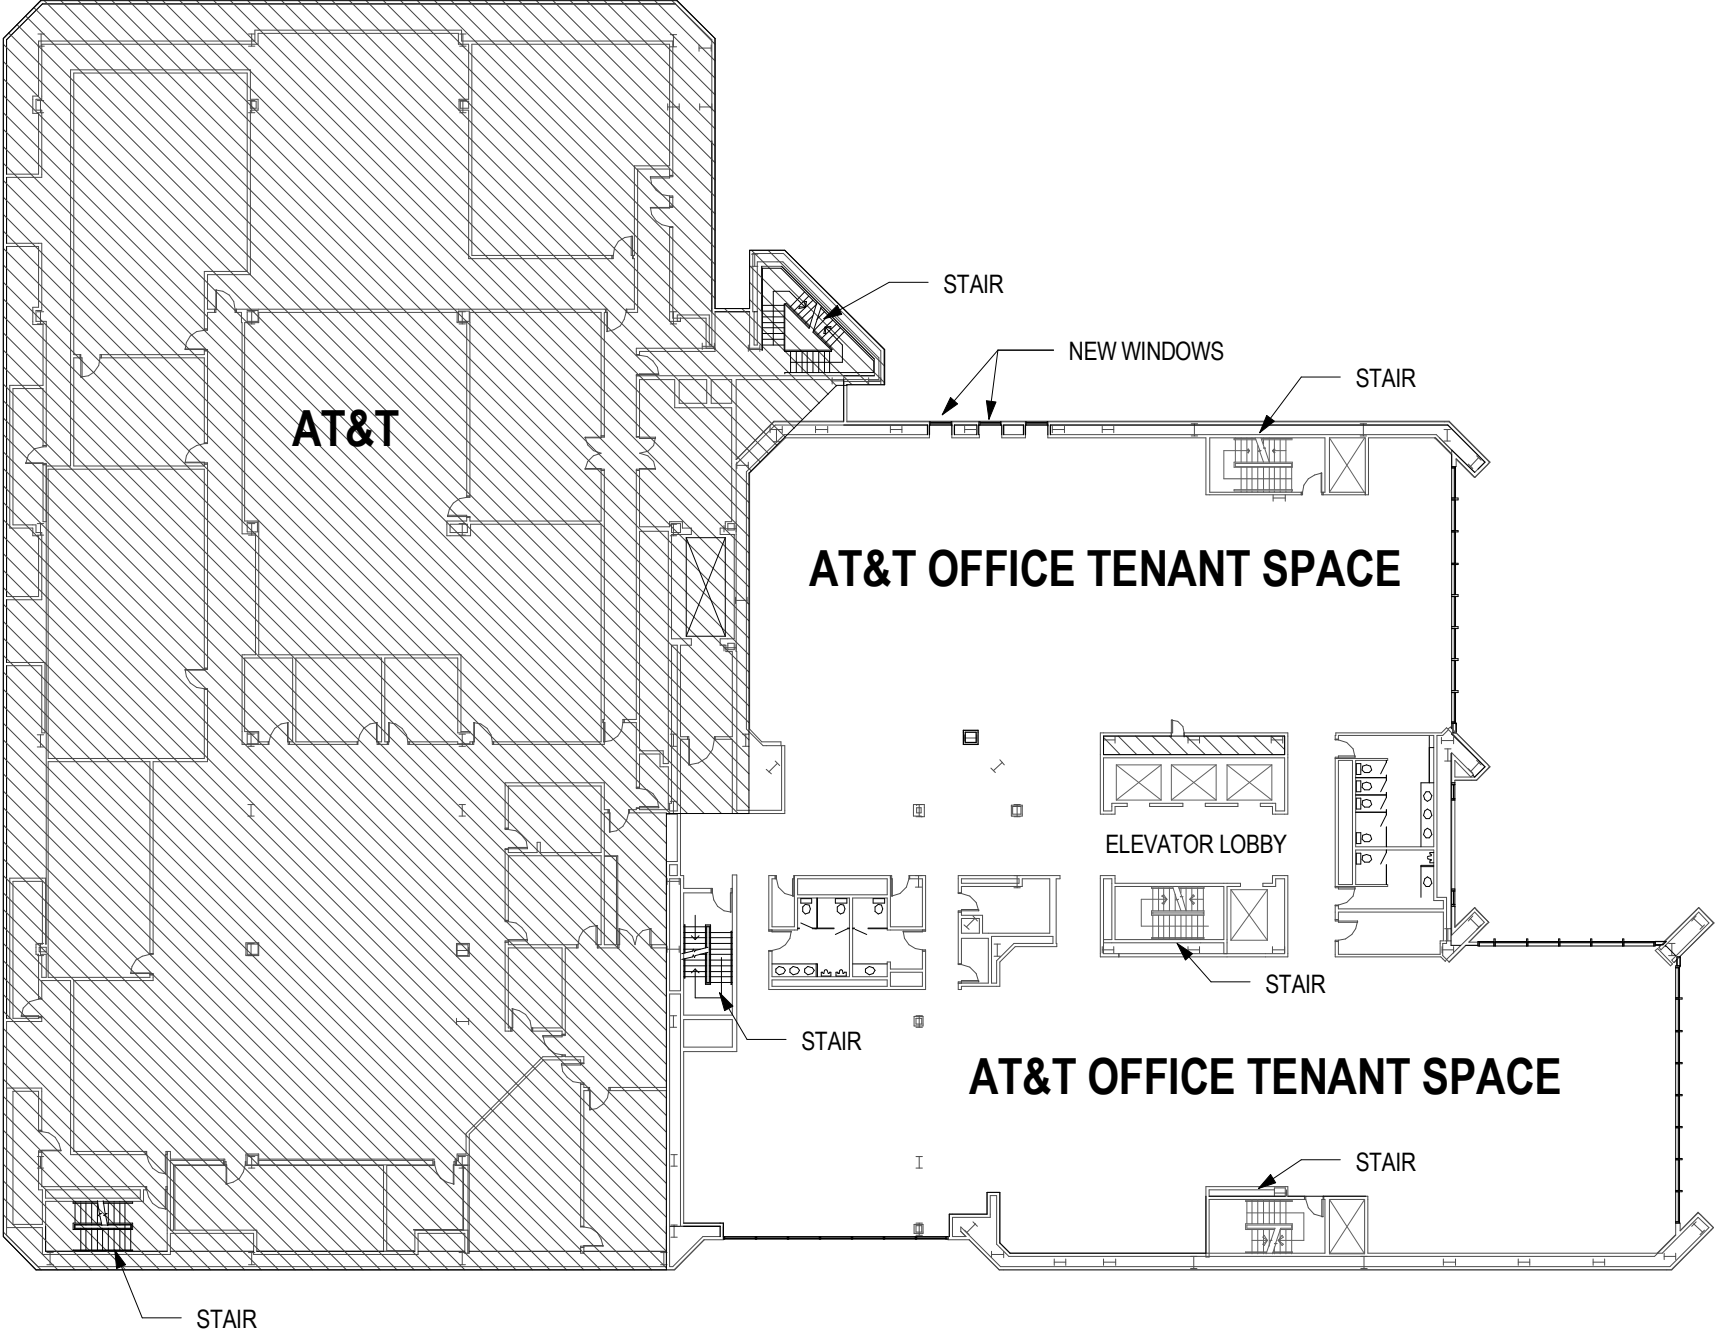 STAIR
NEW WINDOWS
STAIR
AT&T
AT&T OFFICE TENANT SPACE
ELEVATOR LOBBY
STAIR
STAIR
AT&T OFFICE TENANT SPACE
STAIR
STAIR